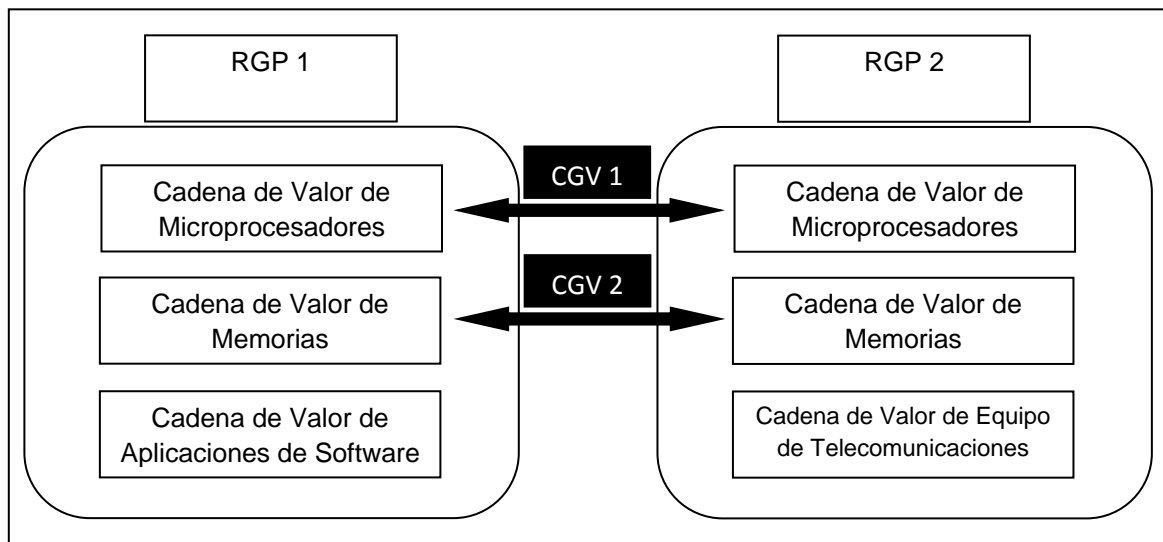 RGP 1
RGP 2
CGV 1
Cadena de Valor de
Microprocesadores
Cadena de Valor de
Microprocesadores
CGV 2
Cadena de Valor de
Memorias
Cadena de Valor de
Memorias
Cadena de Valor de
Aplicaciones de Software
Cadena de Valor de Equipo
de Telecomunicaciones